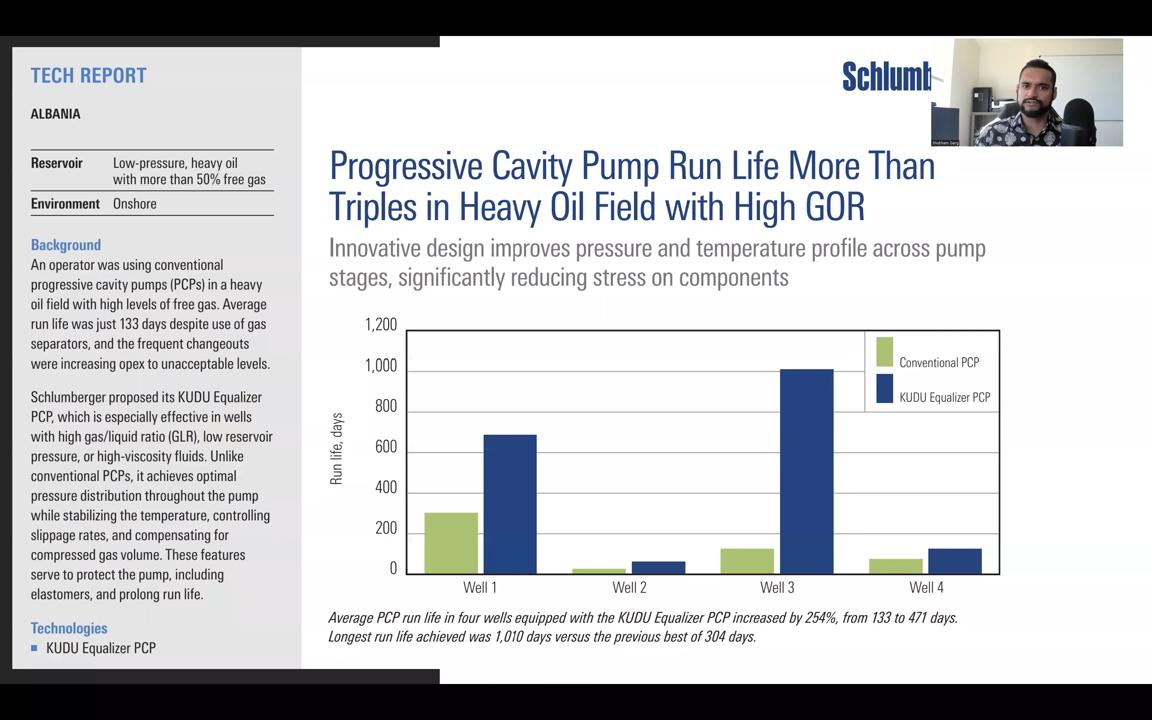 TECH REPORT
ALBANIA
Reservoir Low-pressure, heavy oil
with more than 50% free gas
Environment Onshore
Background
An operator was using conventional
progressive cavity pumps (PCPs) in a heavy
oil field with high levels of free gas. Average
run life was just 133 days despite use of gas
separators, and the frequent changeouts
were increasing opex to unacceptable levels.
Schlumberger proposed its KUDU Equalizer
PCP, which is especially effective in wells
with high gas/liquid ratio (GLR), low reservoir
pressure, or high-viscosity fluids. Unlike
conventional PCPs, it achieves optimal
pressure distribution throughout the pump
while stabilizing the temperature, controlling
slippage rates, and compensating for
compressed gas volume. These features
serve to protect the pump, including
elastomers, and prolong run life.
Technologies
KUDU Equalizer PCP
Schlumb
Progressive Cavity Pump Run Life More Than
Triples in Heavy Oil Field with High GOR
Innovative design improves pressure and temperature profile across pump
stages, significantly reducing stress on components
Run life, days
1,200
1,000
800
600
400
200
0
Conventional PCP
KUDU Equalizer PCP
Well 1 Well 2 Well 3 Well 4
Average PCP run life in four wells equipped with the KUDU Equalizer PCP increased by 254%, from 133 to 471 days.
Longest run life achieved was 1,010 days versus the previous best of 304 days.